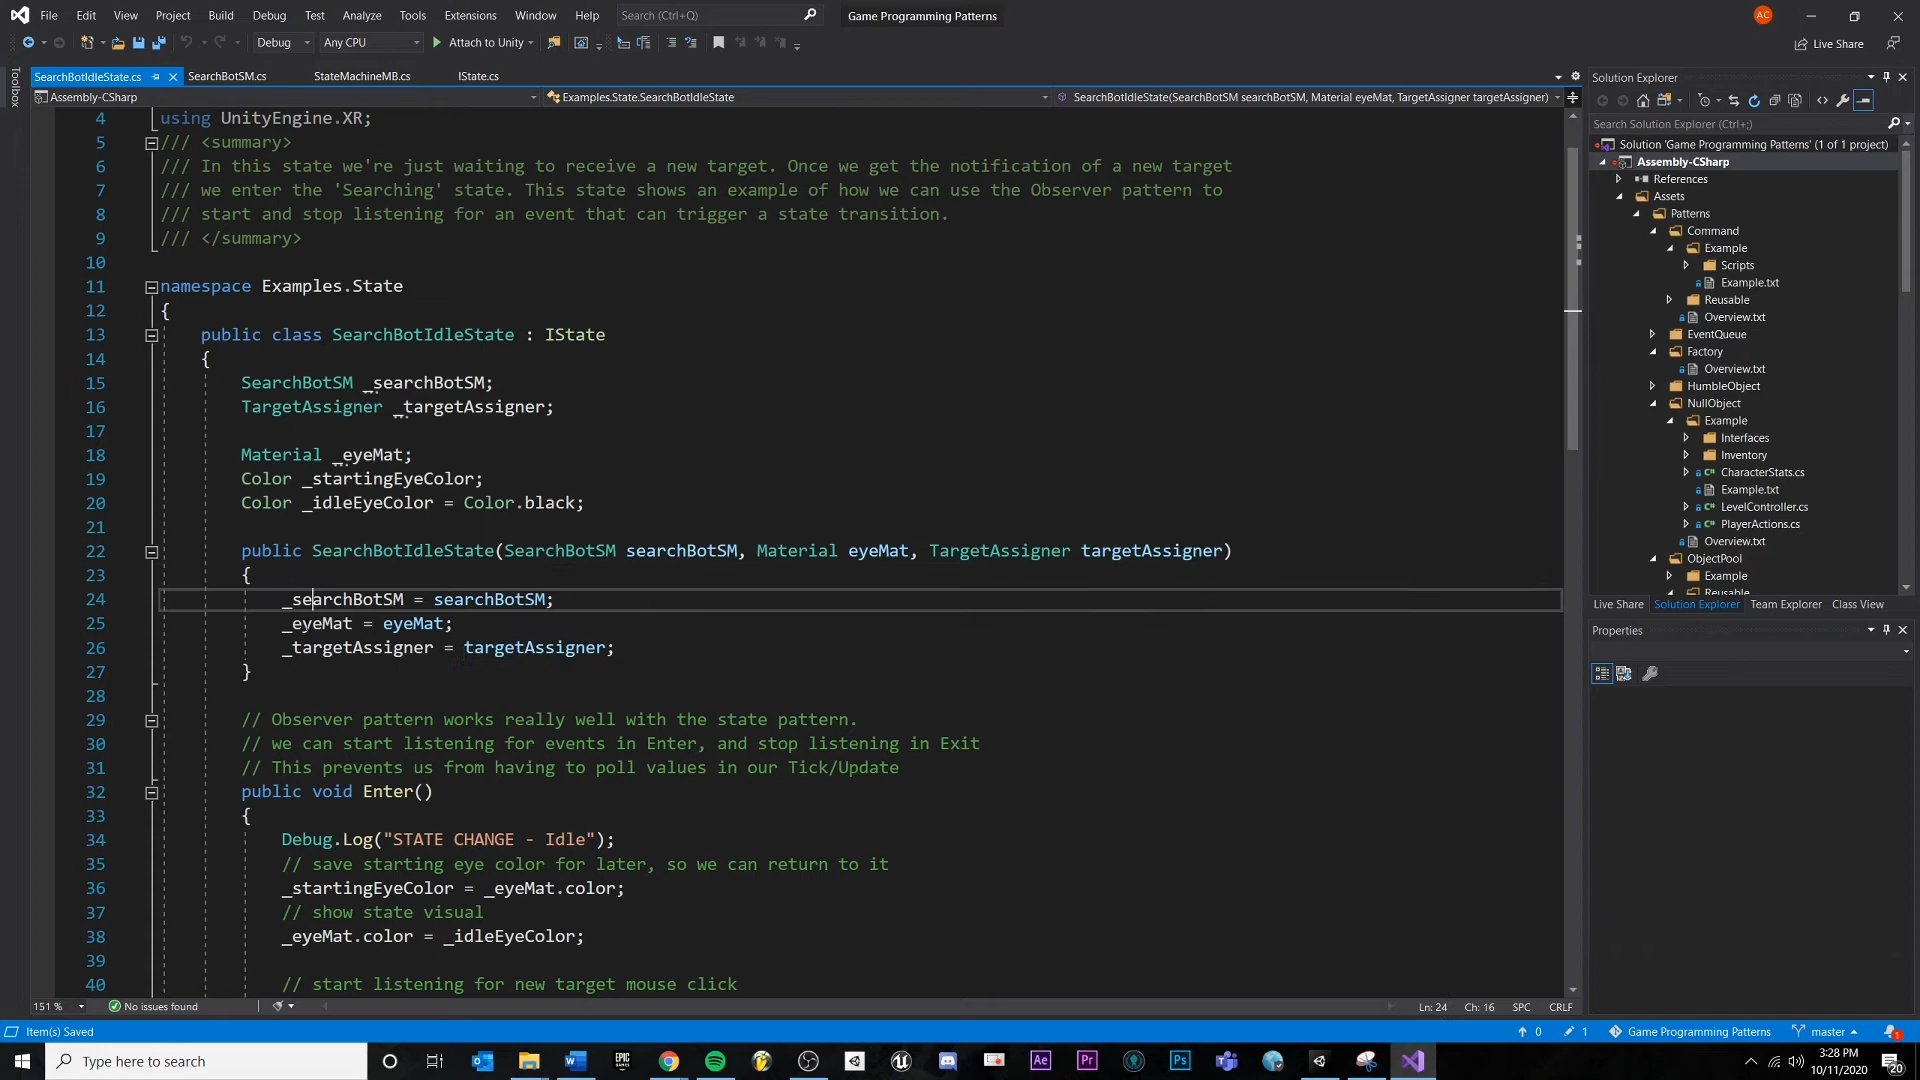 File Edit View Project Build Debug Test Analyze Tools Extensions Window Help Search (Ctrl+Q) Game Programming Patterns AC
Debug Any CPU Attach to Unity Live Share
Toolbox
SearchBotIdleState.cs SearchBotSM.cs StateMachineMB.cs IState.cs
Assembly-CSharp Examples.State.SearchBotIdleState SearchBotIdleState(SearchBotSM searchBotSM, Material eyeMat, TargetAssigner targetAssigner)
4 using UnityEngine.XR;
5 /// <summary>
6 /// In this state we're just waiting to receive a new target. Once we get the notification of a new target
7 /// we enter the 'Searching' state. This state shows an example of how we can use the Observer pattern to
8 /// start and stop listening for an event that can trigger a state transition.
9 /// </summary>
10
11 namespace Examples.State
12 {
13 public class SearchBotIdleState : IState
14 {
15 SearchBotSM _searchBotSM;
16 TargetAssigner _targetAssigner;
17
18 Material _eyeMat;
19 Color _startingEyeColor;
20 Color _idleEyeColor = Color.black;
21
22 public SearchBotIdleState(SearchBotSM searchBotSM, Material eyeMat, TargetAssigner targetAssigner)
23 {
24 _searchBotSM = searchBotSM;
25 _eyeMat = eyeMat;
26 _targetAssigner = targetAssigner;
27 }
28
29 // Observer pattern works really well with the state pattern.
30 // we can start listening for events in Enter, and stop listening in Exit
31 // This prevents us from having to poll values in our Tick/Update
32 public void Enter()
33 {
34 Debug.Log("STATE CHANGE - Idle");
35 // save starting eye color for later, so we can return to it
36 _startingEyeColor = _eyeMat.color;
37 // show state visual
38 _eyeMat.color = _idleEyeColor;
39
40 // start listening for new target mouse click
151 % No issues found Ln: 24 Ch: 16 SPC CRLF
Solution Explorer
Search Solution Explorer (Ctrl+;)
Solution 'Game Programming Patterns' (1 of 1 project)
Assembly-CSharp
References
Assets
Patterns
Command
Example
Scripts
Example.txt
Reusable
Overview.txt
EventQueue
Factory
Overview.txt
HumbleObject
NullObject
Example
Interfaces
Inventory
CharacterStats.cs
Example.txt
LevelController.cs
PlayerActions.cs
Overview.txt
ObjectPool
Example
Reusable
Live Share Solution Explorer Team Explorer Class View
Properties
Item(s) Saved 0 1 Game Programming Patterns master 1
Type here to search EPIC GAMES Ae Pr Ps 3:28 PM
10/11/2020 20